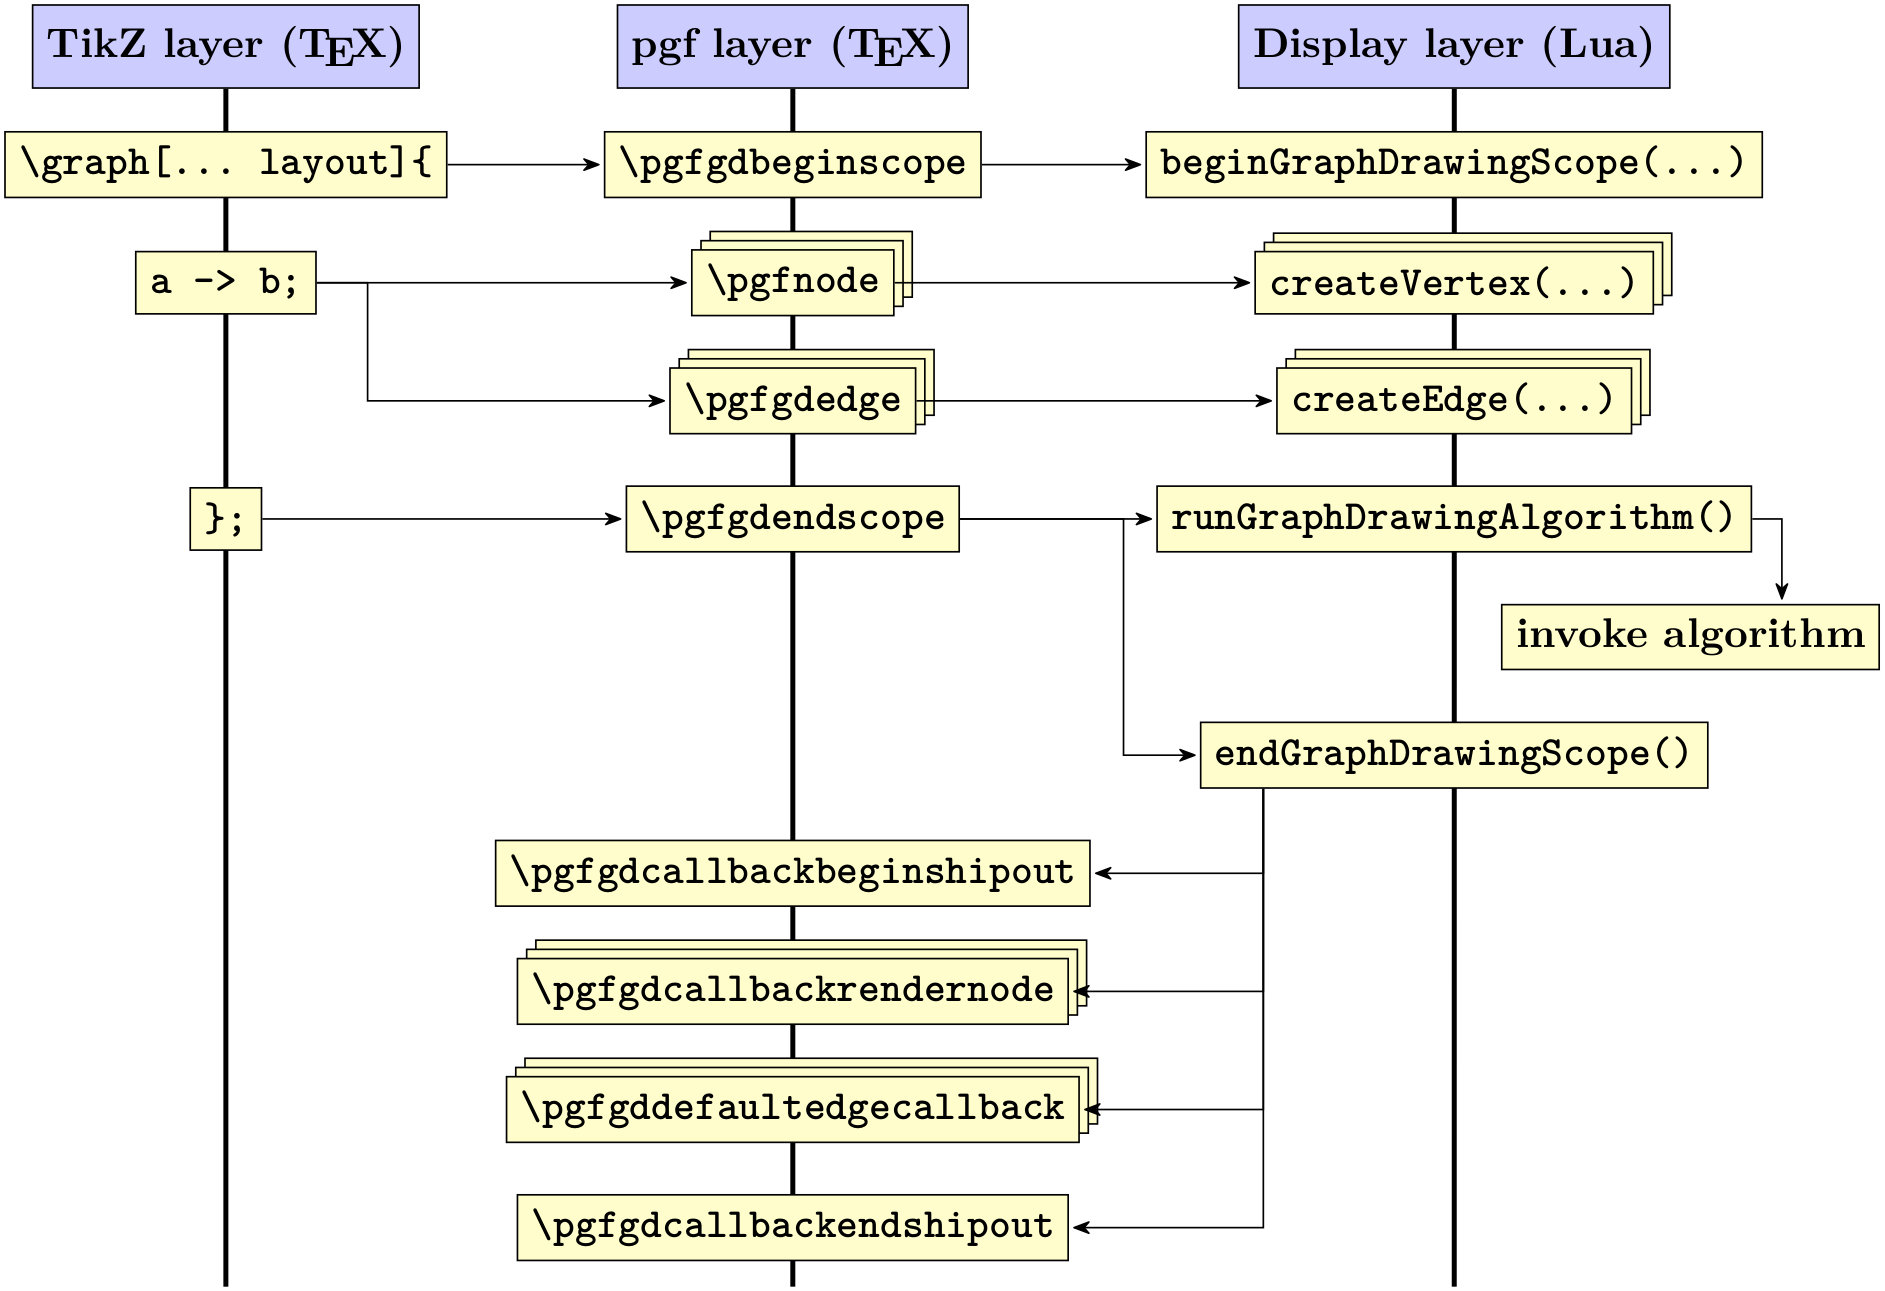 TikZ layer (TEX)
pgf layer (TEX)
Display layer (Lua)
\graph[... layout]{
\pgfgdbeginscope
beginGraphDrawingScope(...)
a -> b;
\pgfnode
createVertex(...)
\pgfgdedge
createEdge(...)
};
\pgfgdendscope
runGraphDrawingAlgorithm()
invoke algorithm
endGraphDrawingScope()
\pgfgdcallbackbeginshipout
\pgfgdcallbackrendernode
\pgfgddefaultedgecallback
\pgfgdcallbackendshipout